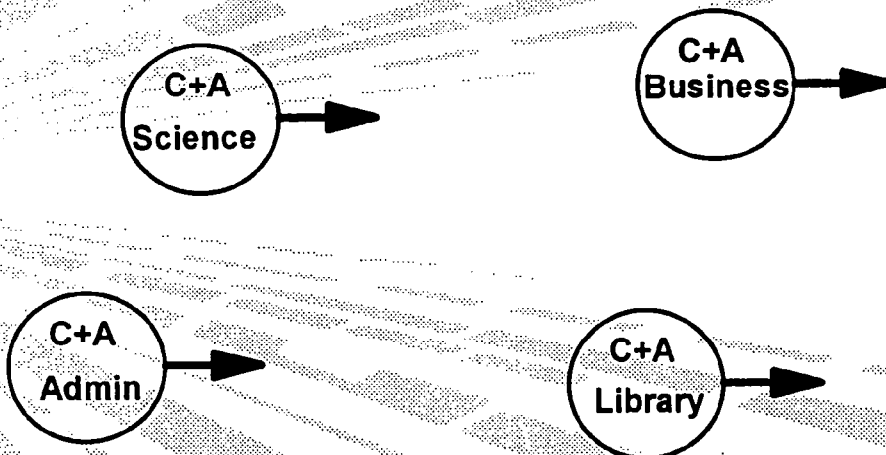 C+A
Science
C+A
Business
C+A
Admin
C+A
Library